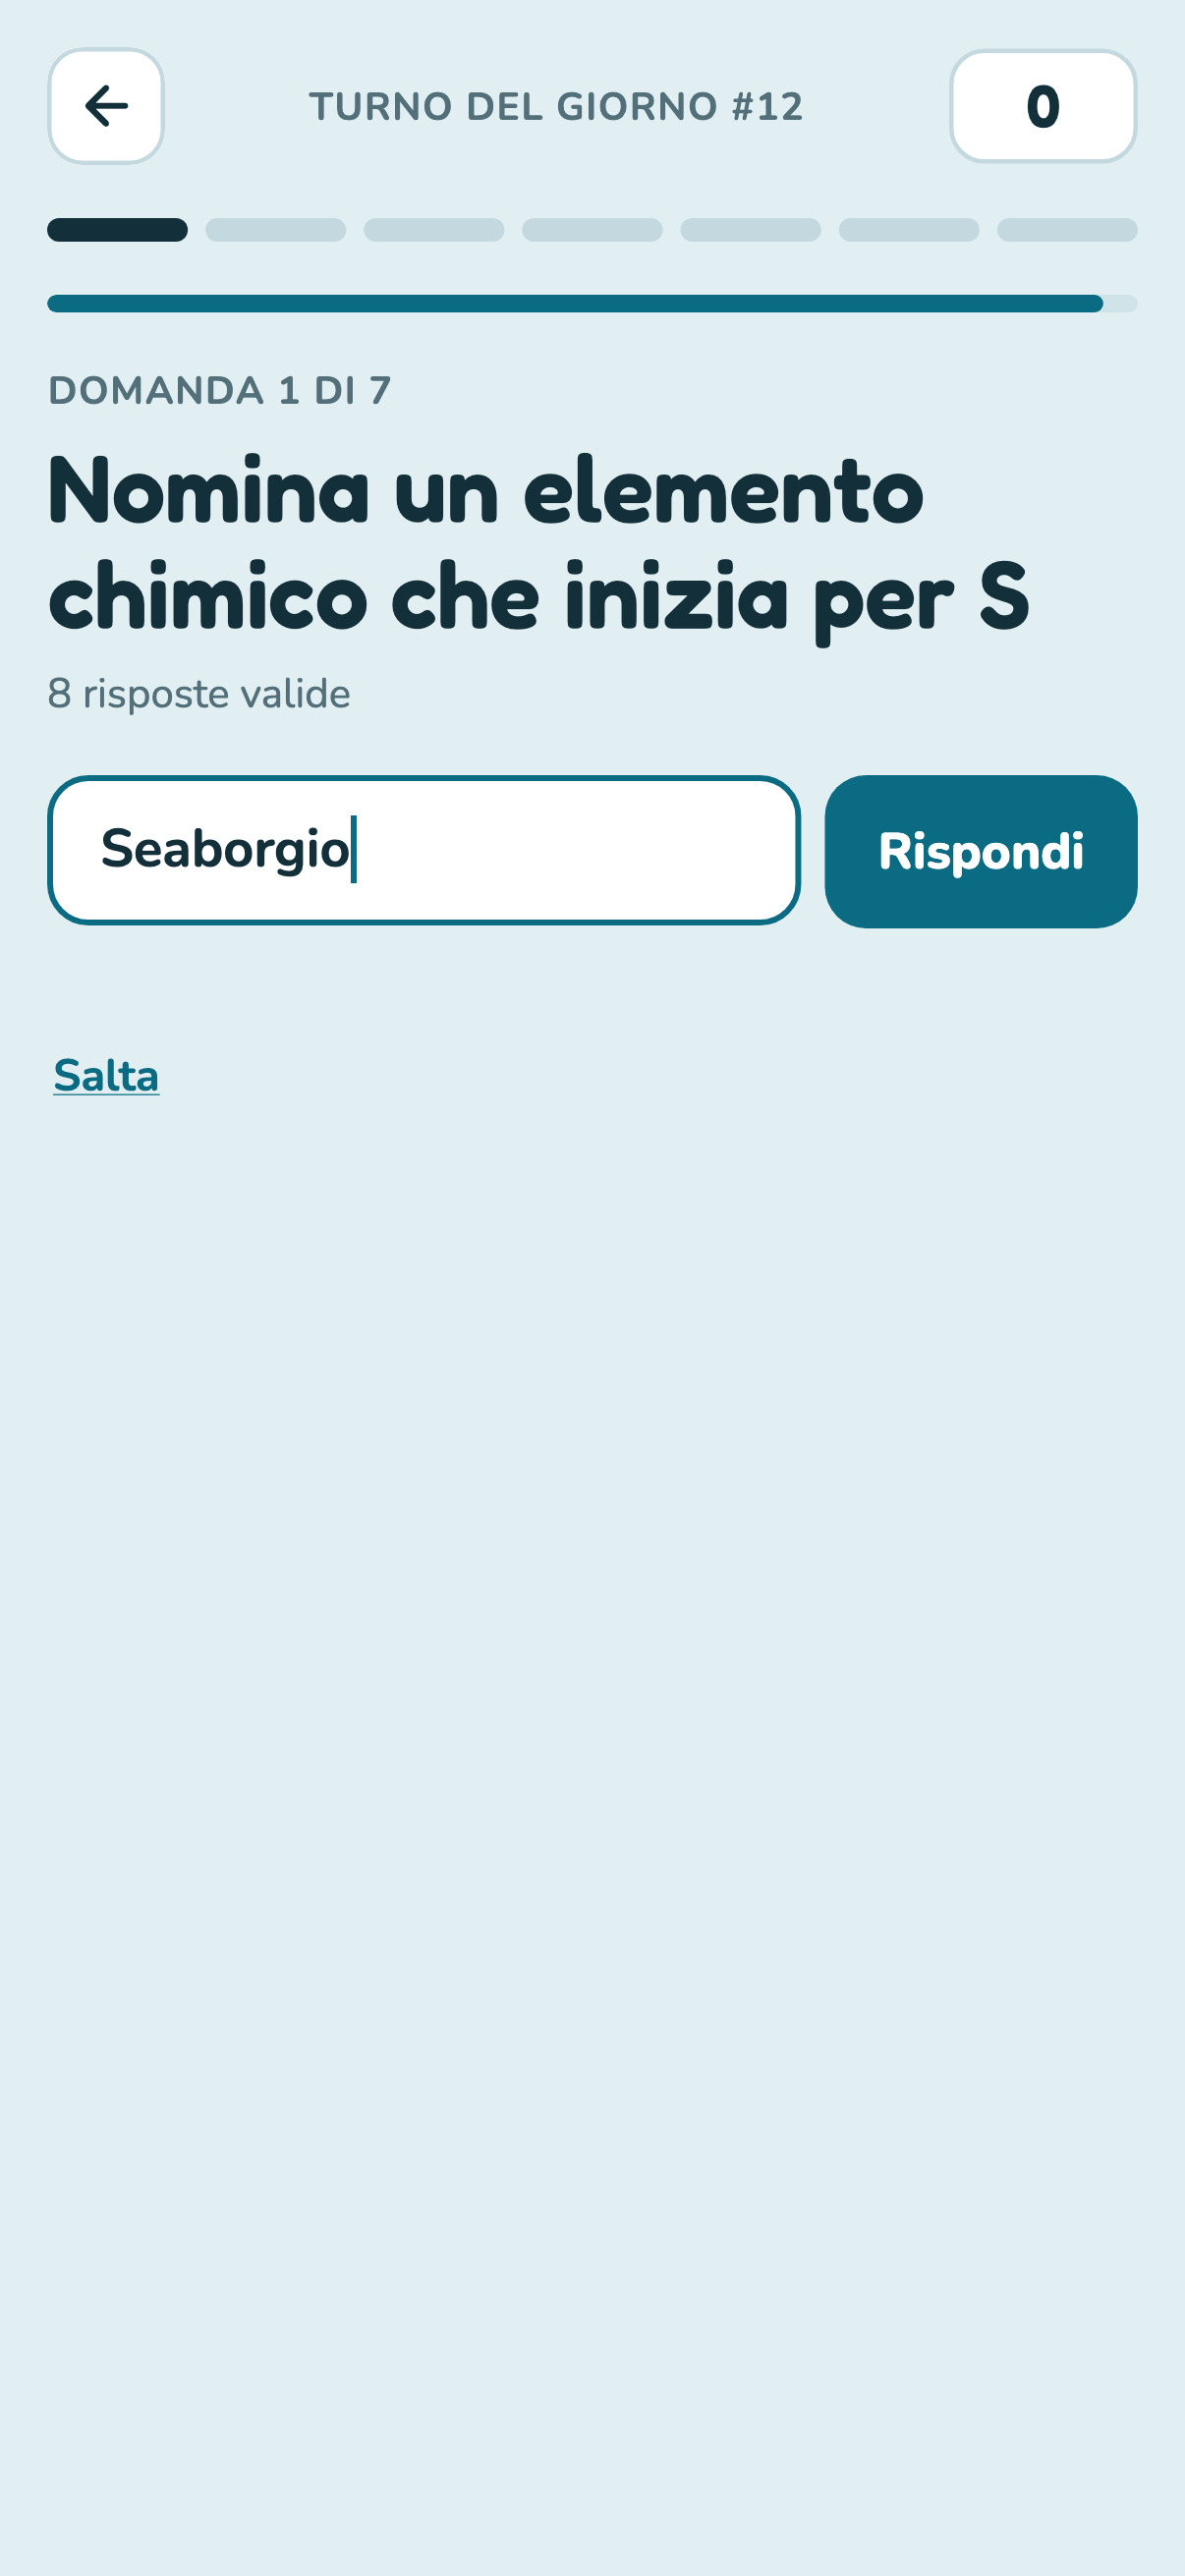 TURNO DEL GIORNO #12
0
DOMANDA 1 DI 7
Nomina un elemento
chimico che inizia per S
8 risposte valide
Seaborgio
Rispondi
Salta